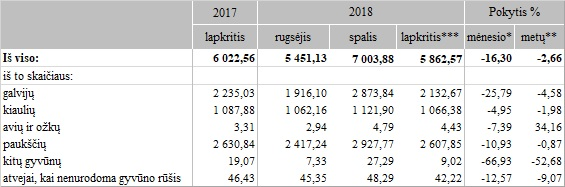 2017 2018 Pokytis %
lapkritis rugsėjis spalis lapkritis*** mėnesio* metų**
Iš viso: 6 022,56 5 451,13 7 003,88 5 862,57 -16,30 -2,66
iš to skaičiaus:
galvijų 2 235,03 1 916,10 2 873,84 2 132,67 -25,79 -4,58
kiaulių 1 087,88 1 062,16 1 121,90 1 066,38 -4,95 -1,98
avių ir ožkų 3,31 2,94 4,79 4,43 -7,39 34,16
paukščių 2 630,84 2 417,24 2 927,77 2 607,85 -10,93 -0,87
kitų gyvūnų 19,07 7,33 27,29 9,02 -66,93 -52,68
atvejai, kai nenurodoma gyvūno rūšis 46,43 45,35 48,29 42,22 -12,57 -9,07